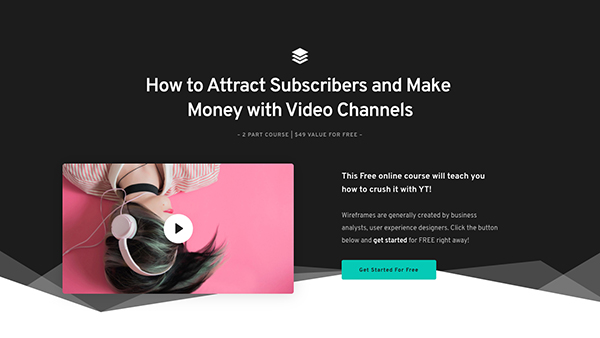 How to Attract Subscribers and Make
Money with Video Channels
– 2 PART COURSE | $49 VALUE FOR FREE –
This Free online course will teach you
how to crush it with YT!
Wireframes are generally created by business
analysts, user experience designers. Click the button
below and get started for FREE right away!
Get Started For Free